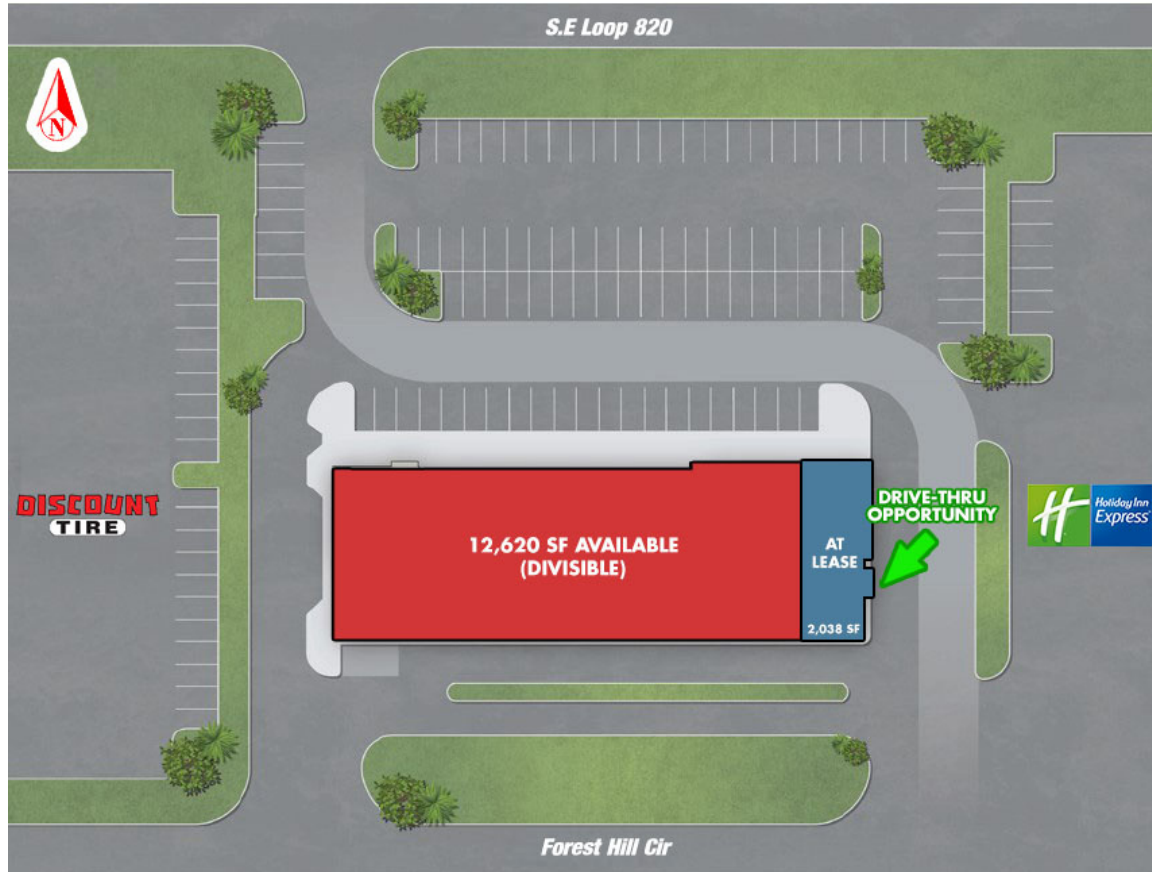 S.E Loop 820
N
DISCOUNT
TIRE
12,620 SF AVAILABLE
(DIVISIBLE)
AT
LEASE
2,038 SF
DRIVE-THRU
OPPORTUNITY
H
Holiday Inn
Express
Forest Hill Cir